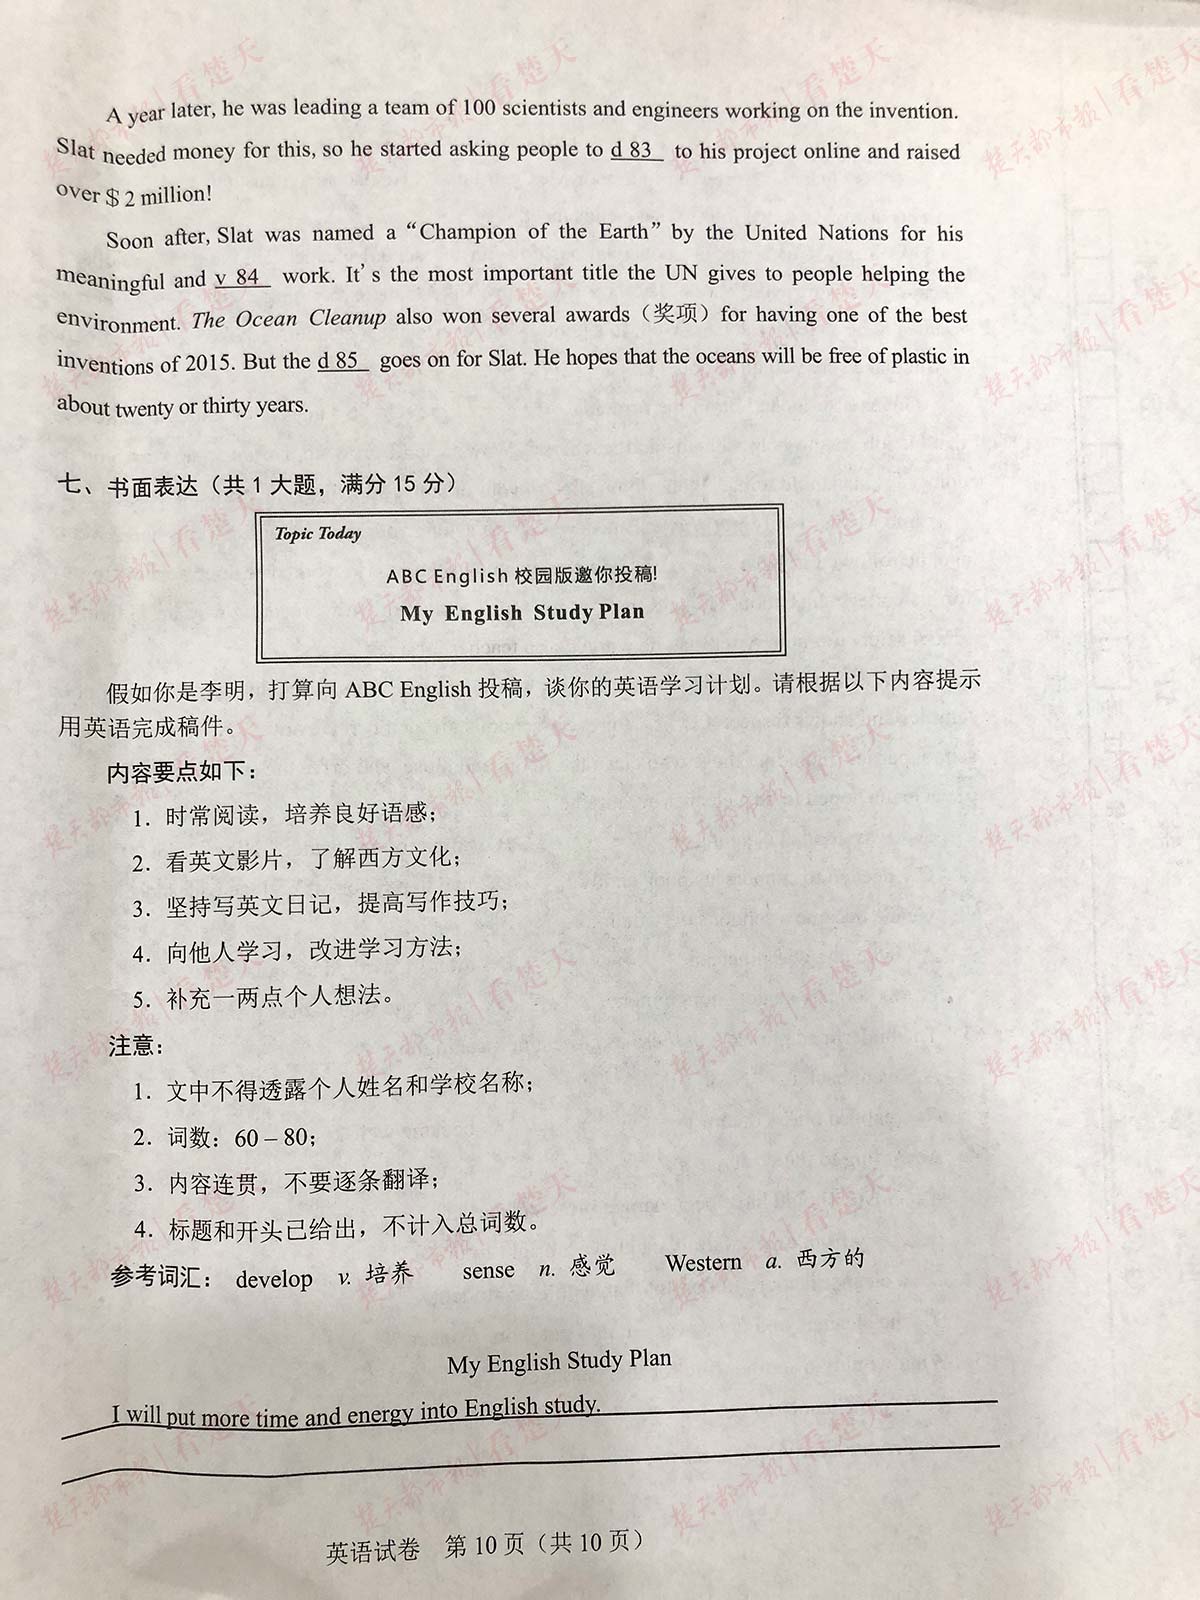 A year later, he was leading a team of 100 scientists and engineers working on the invention.
Slat needed money for this, so he started asking people to d 83 to his project online and raised
over $ 2 million!
Soon after, Slat was named a “Champion of the Earth” by the United Nations for his
meaningful and v 84 work. It's the most important title the UN gives to people helping the
environment. The Ocean Cleanup also won several awards（奖项）for having one of the best
inventions of 2015. But the d 85 goes on for Slat. He hopes that the oceans will be free of plastic in
about twenty or thirty years.
七、书面表达（共1大题，满分15分）
Topic Today
ABC English 校园版邀你投稿!
My English Study Plan
假如你是李明，打算向 ABC English 投稿，谈你的英语学习计划。请根据以下内容提示
用英语完成稿件。
内容要点如下：
1. 时常阅读，培养良好语感；
2. 看英文影片，了解西方文化；
3. 坚持写英文日记，提高写作技巧；
4. 向他人学习，改进学习方法；
5. 补充一两点个人想法。
注意：
1. 文中不得透露个人姓名和学校名称；
2. 词数：60 – 80；
3. 内容连贯，不要逐条翻译；
4. 标题和开头已给出，不计入总词数。
参考词汇： develop v. 培养 sense n. 感觉 Western a. 西方的
My English Study Plan
I will put more time and energy into English study.
英语试卷 第10页（共10页）
楚天都市报|看楚天